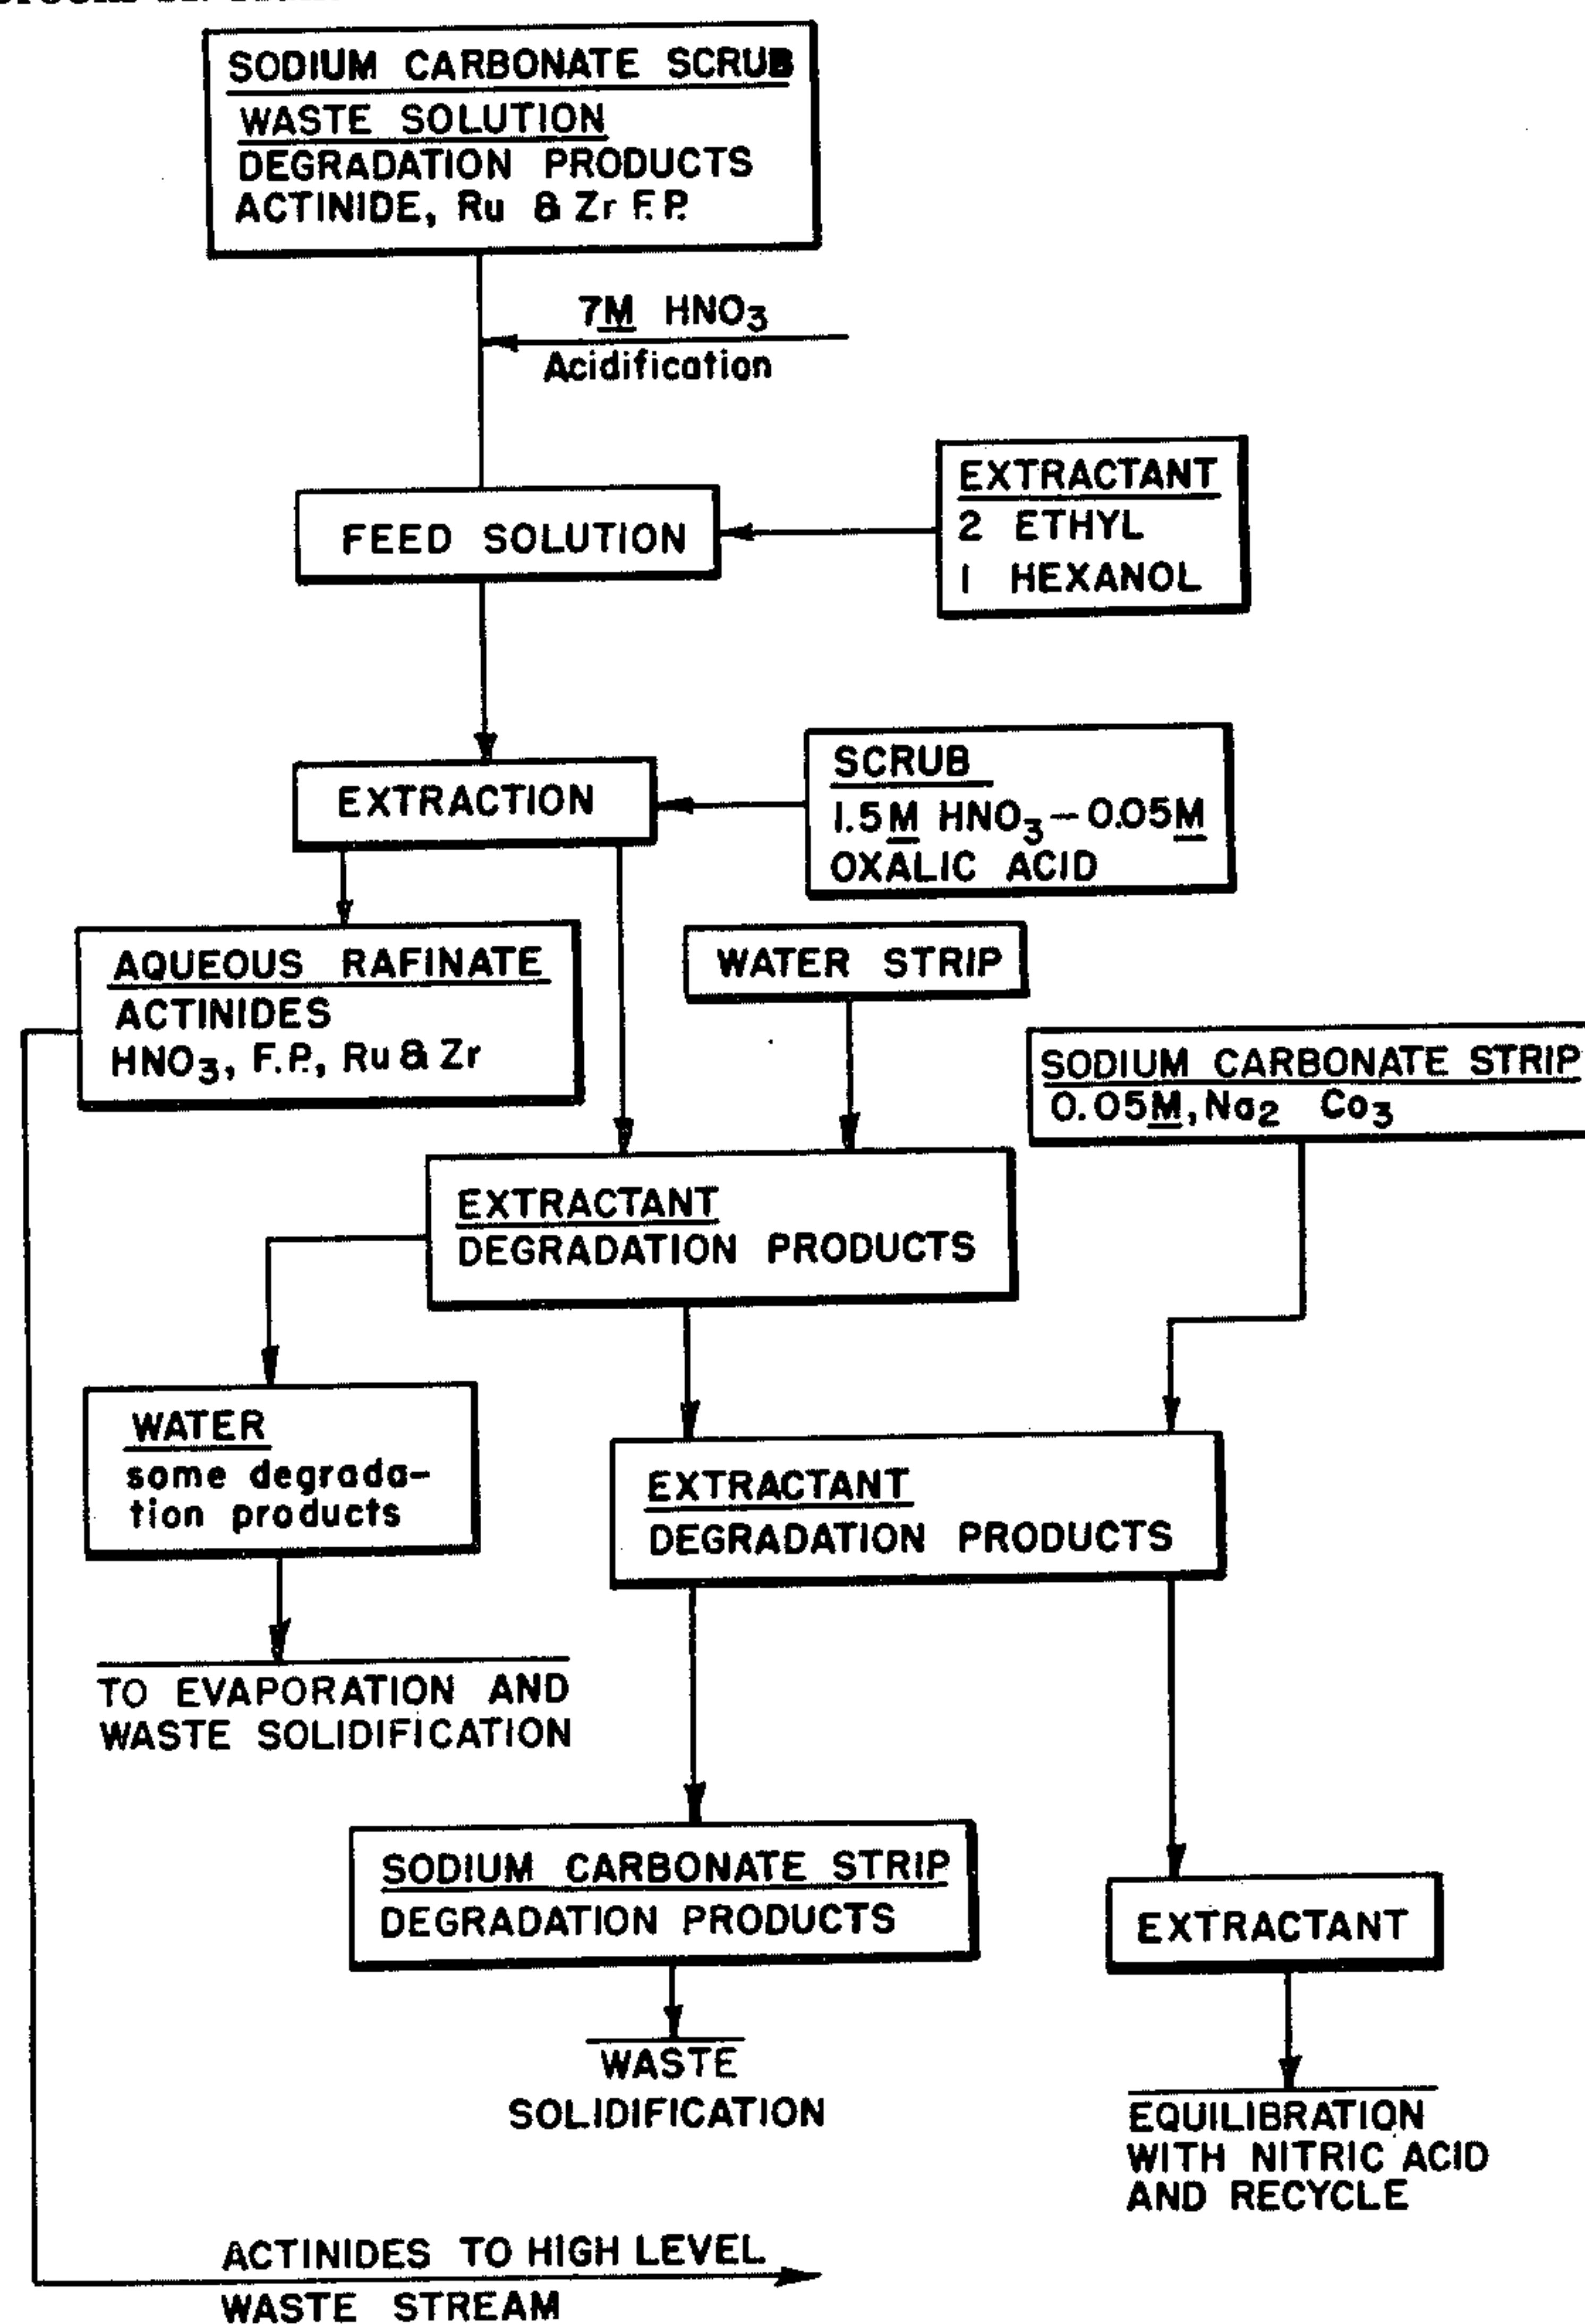 SODIUM CARBONATE SCRUB
WASTE SOLUTION
DEGRADATION PRODUCTS
ACTINIDE, Ru & Zr F.P.
7M HNO3
Acidification
FEED SOLUTION
EXTRACTANT
2 ETHYL
1 HEXANOL
EXTRACTION
SCRUB
1.5M HNO3 – 0.05M
OXALIC ACID
AQUEOUS RAFINATE
ACTINIDES
HNO3, F.P., Ru & Zr
WATER STRIP
SODIUM CARBONATE STRIP
0.05M, Na2 Co3
EXTRACTANT
DEGRADATION PRODUCTS
WATER
some degrada-
tion products
EXTRACTANT
DEGRADATION PRODUCTS
TO EVAPORATION AND
WASTE SOLIDIFICATION
SODIUM CARBONATE STRIP
DEGRADATION PRODUCTS
EXTRACTANT
WASTE
SOLIDIFICATION
EQUILIBRATION
WITH NITRIC ACID
AND RECYCLE
ACTINIDES TO HIGH LEVEL
WASTE STREAM